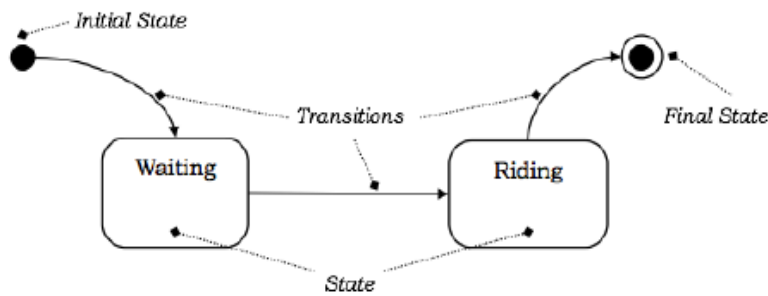 Initial State
Transitions
Final State
Waiting
Riding
State